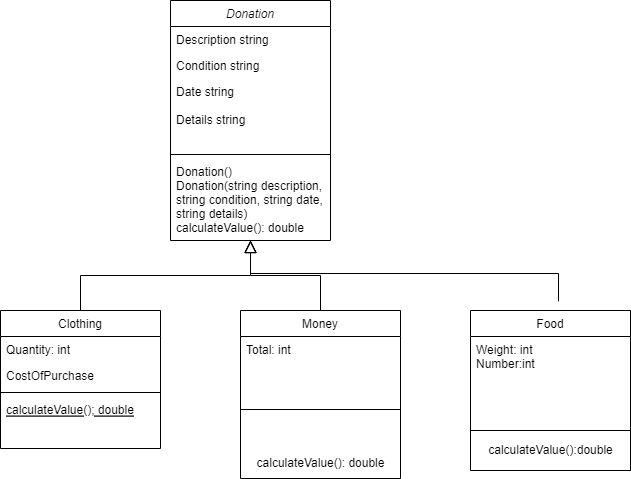 Donation
Description string
Condition string
Date string
Details string
Donation()
Donation(string description,
string condition, string date,
string details)
calculateValue(): double
Clothing
Quantity: int
CostOfPurchase
calculateValue(); double
Money
Total: int
calculateValue(): double
Food
Weight: int
Number:int
calculateValue():double